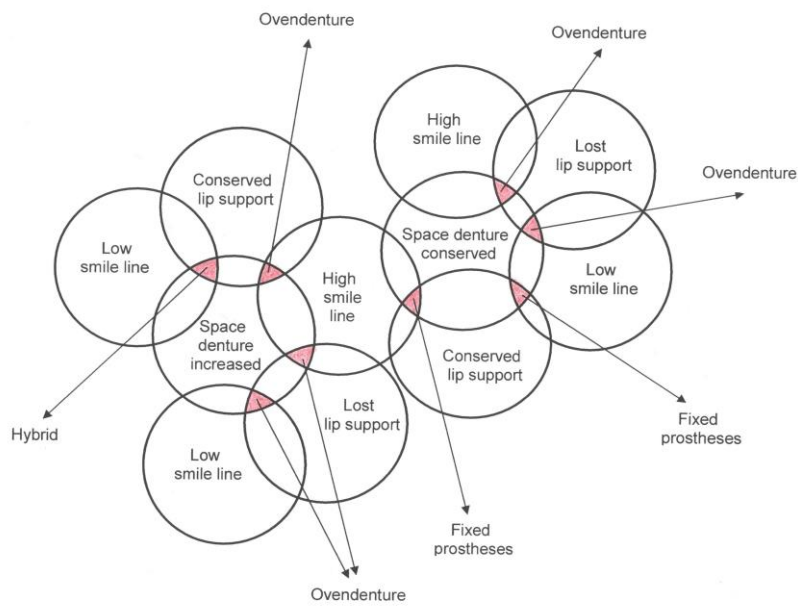 Ovendenture
Ovendenture
High
smile line
Lost
lip support
Ovendenture
Conserved
lip support
Low
smile line
Space denture
conserved
High
smile
line
Low
smile line
Space
denture
increased
Conserved
lip support
Lost
lip support
Fixed
prostheses
Hybrid
Low
smile line
Fixed
prostheses
Ovendenture